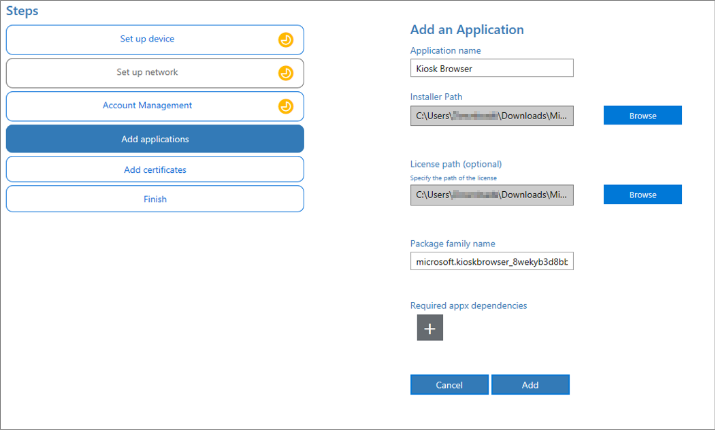 Steps
Set up device
Set up network
Account Management
Add applications
Add certificates
Finish
Add an Application
Application name
Kiosk Browser
Installer Path
C:\Users\ \Downloads\Mi...
Browse
License path (optional)
Specify the path of the license
C:\Users\ \Downloads\Mi...
Browse
Package family name
microsoft.kioskbrowser_8wekyb3d8bb
Required appx dependencies
+
Cancel
Add